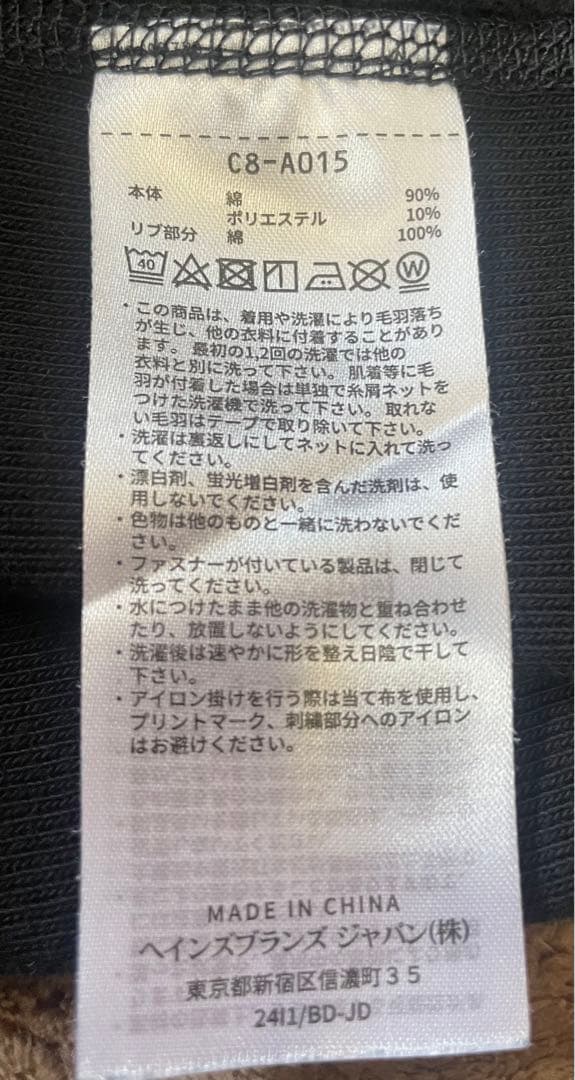 C8-A015
本体 綿 90%
ポリエステル 10%
リブ部分 綿 100%
40 W
・この商品は、着用や洗濯により毛羽落ち
が生じ、他の衣料に付着することがあり
ます。最初の1,2回の洗濯では他の
衣料と別に洗って下さい。肌着等に毛
羽が付着した場合は単独で糸屑ネットを
つけた洗濯機で洗って下さい。取れな
い毛羽はテープで取り除いて下さい。
・洗濯は裏返しにしてネットに入れて洗っ
てください。
・漂白剤、蛍光増白剤を含んだ洗剤は、使
用しないでください。
・色物は他のものと一緒に洗わないでくだ
さい。
・ファスナーが付いている製品は、閉じて
洗ってください。
・水につけたまま他の洗濯物と重ね合わせ
たり、放置しないようにしてください。
・洗濯後は速やかに形を整え日陰で干して
下さい。
・アイロン掛けを行う際は当て布を使用し、
プリントマーク、刺繍部分へのアイロン
はお避けください。
MADE IN CHINA
ヘインズブランズ ジャパン(株)
東京都新宿区信濃町35
24I1/BD-JD